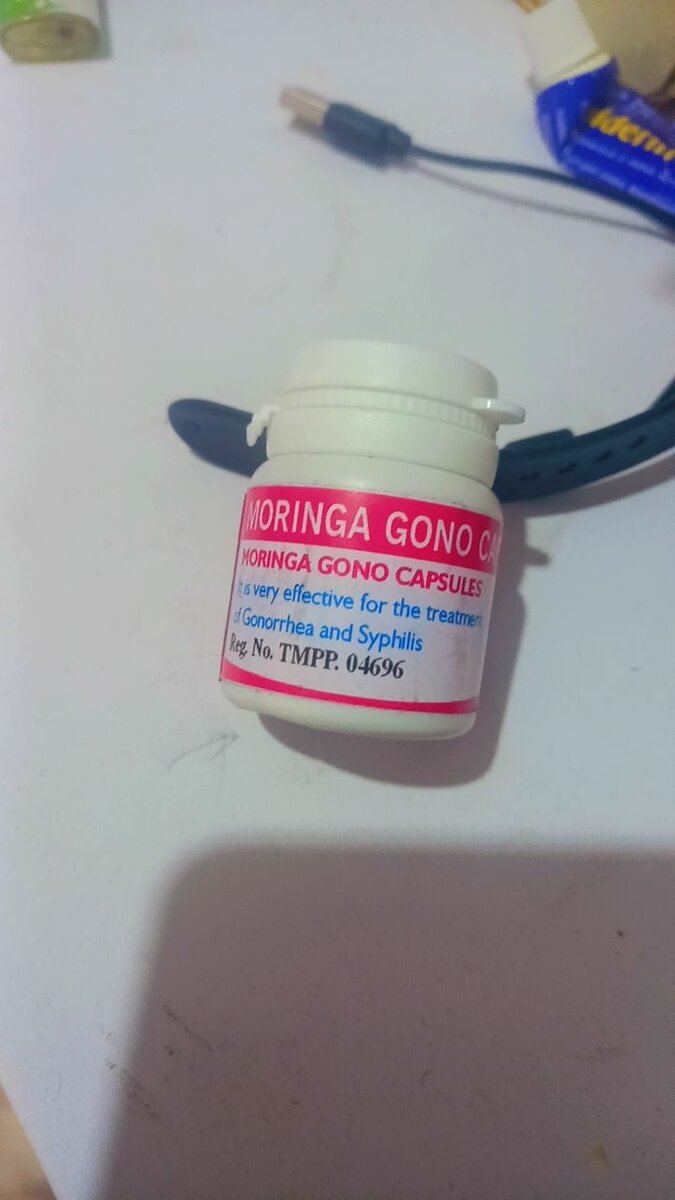 MORINGA GONO
MORINGA GONO CAPSULES
is very effective for the
of Gonorrhea and Syphilis
Reg. No. TMPP. 04696